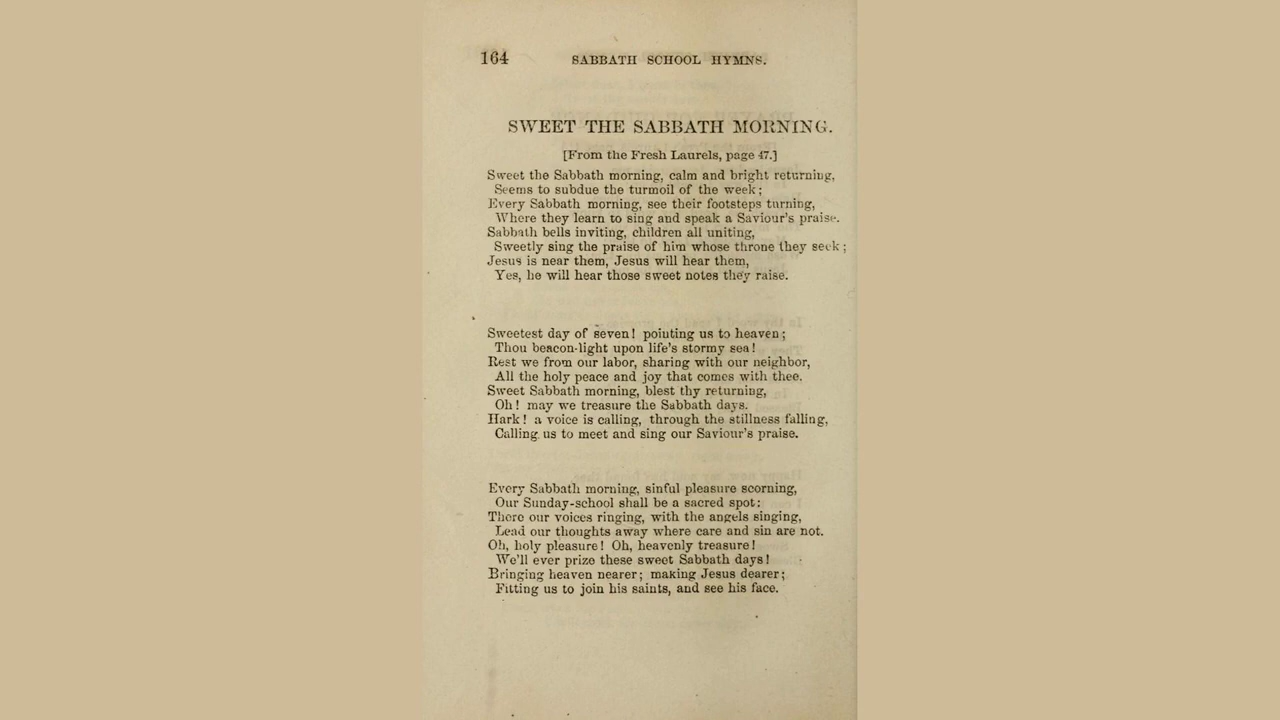 164 SABBATH SCHOOL HYMNS.
SWEET THE SABBATH MORNING.
[From the Fresh Laurels, page 47.]
Sweet the Sabbath morning, calm and bright returning,
Seems to subdue the turmoil of the week;
Every Sabbath morning, see their footsteps turning,
Where they learn to sing and speak a Saviour's praise.
Sabbath bells inviting, children all uniting,
Sweetly sing the praise of him whose throne they seek;
Jesus is near them, Jesus will hear them,
Yes, he will hear those sweet notes they raise.
Sweetest day of seven! pointing us to heaven;
Thou beacon-light upon life's stormy sea!
Rest we from our labor, sharing with our neighbor,
All the holy peace and joy that comes with thee.
Sweet Sabbath morning, blest thy returning,
Oh! may we treasure the Sabbath days.
Hark! a voice is calling, through the stillness falling,
Calling us to meet and sing our Saviour's praise.
Every Sabbath morning, sinful pleasure scorning,
Our Sunday-school shall be a sacred spot:
There our voices ringing, with the angels singing,
Lead our thoughts away where care and sin are not.
Oh, holy pleasure! Oh, heavenly treasure!
We'll ever prize these sweet Sabbath days!
Bringing heaven nearer; making Jesus dearer;
Fitting us to join his saints, and see his face.